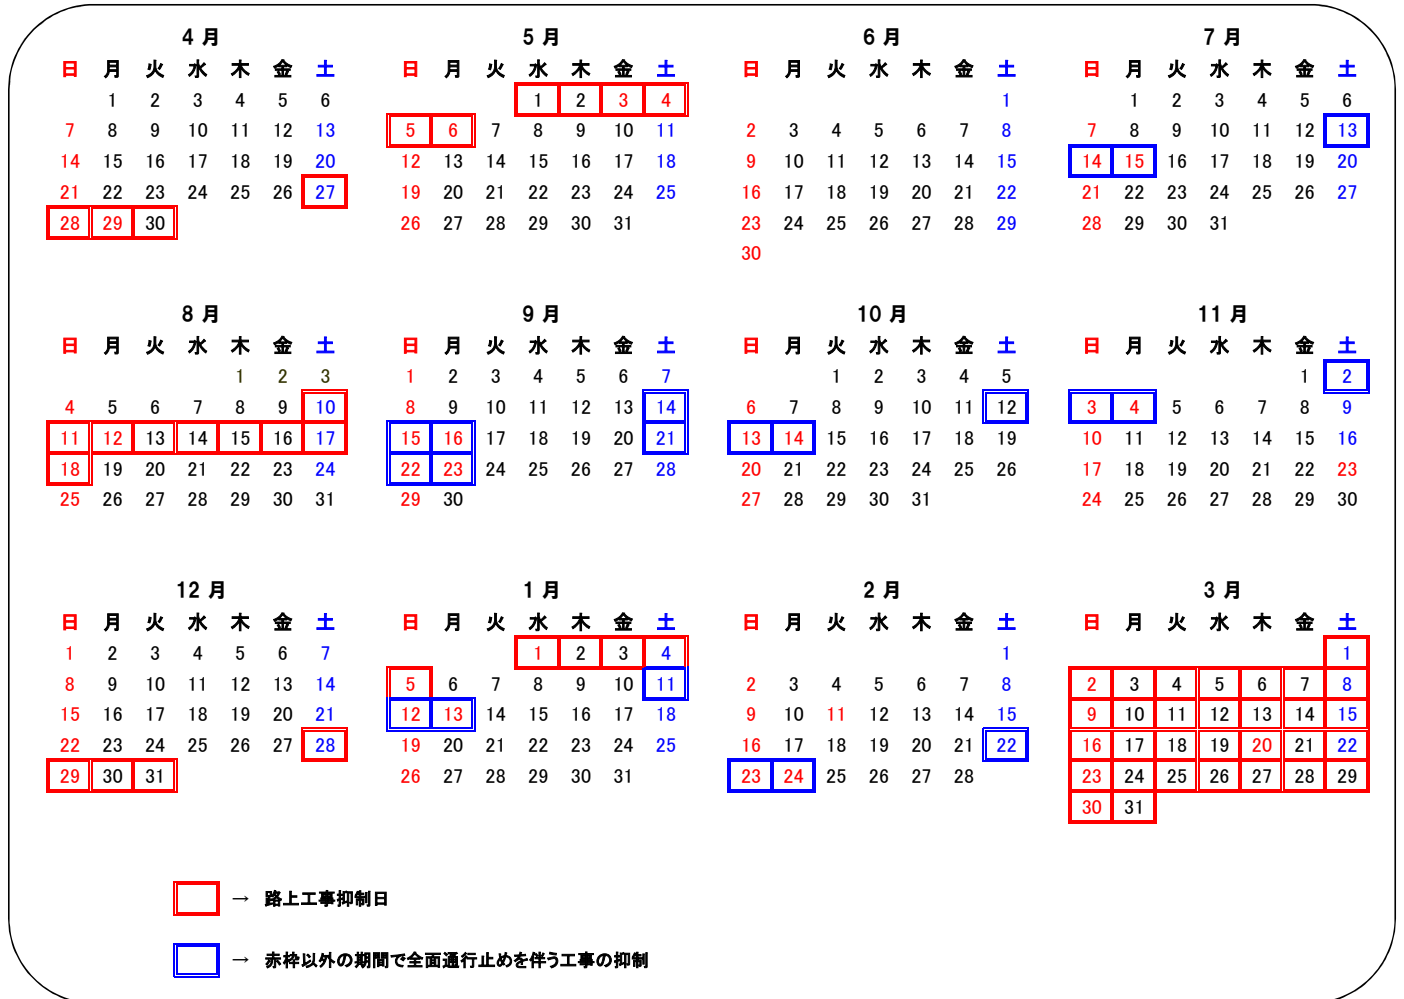 4 月 5 月 6 月 7 月
日 月 火 水 木 金 土 日 月 火 水 木 金 土 日 月 火 水 木 金 土 日 月 火 水 木 金 土
1 2 3 4 5 6 1 2 3 4 1 1 2 3 4 5 6
7 8 9 10 11 12 13 5 6 7 8 9 10 11 2 3 4 5 6 7 8 7 8 9 10 11 12 13
14 15 16 17 18 19 20 12 13 14 15 16 17 18 9 10 11 12 13 14 15 14 15 16 17 18 19 20
21 22 23 24 25 26 27 19 20 21 22 23 24 25 16 17 18 19 20 21 22 21 22 23 24 25 26 27
28 29 30 26 27 28 29 30 31 23 24 25 26 27 28 29 28 29 30 31
30
8 月 9 月 10 月 11 月
日 月 火 水 木 金 土 日 月 火 水 木 金 土 日 月 火 水 木 金 土 日 月 火 水 木 金 土
1 2 3 1 2 3 4 5 6 7 1 2 3 4 5 1 2
4 5 6 7 8 9 10 8 9 10 11 12 13 14 6 7 8 9 10 11 12 3 4 5 6 7 8 9
11 12 13 14 15 16 17 15 16 17 18 19 20 21 13 14 15 16 17 18 19 10 11 12 13 14 15 16
18 19 20 21 22 23 24 22 23 24 25 26 27 28 20 21 22 23 24 25 26 17 18 19 20 21 22 23
25 26 27 28 29 30 31 29 30 27 28 29 30 31 24 25 26 27 28 29 30
12 月 1 月 2 月 3 月
日 月 火 水 木 金 土 日 月 火 水 木 金 土 日 月 火 水 木 金 土 日 月 火 水 木 金 土
1 2 3 4 5 6 7 1 2 3 4 1 1
8 9 10 11 12 13 14 5 6 7 8 9 10 11 2 3 4 5 6 7 8 2 3 4 5 6 7 8
15 16 17 18 19 20 21 12 13 14 15 16 17 18 9 10 11 12 13 14 15 9 10 11 12 13 14 15
22 23 24 25 26 27 28 19 20 21 22 23 24 25 16 17 18 19 20 21 22 16 17 18 19 20 21 22
29 30 31 26 27 28 29 30 31 23 24 25 26 27 28 23 24 25 26 27 28 29
30 31
→ 路上工事抑制日
→ 赤枠以外の期間で全面通行止めを伴う工事の抑制